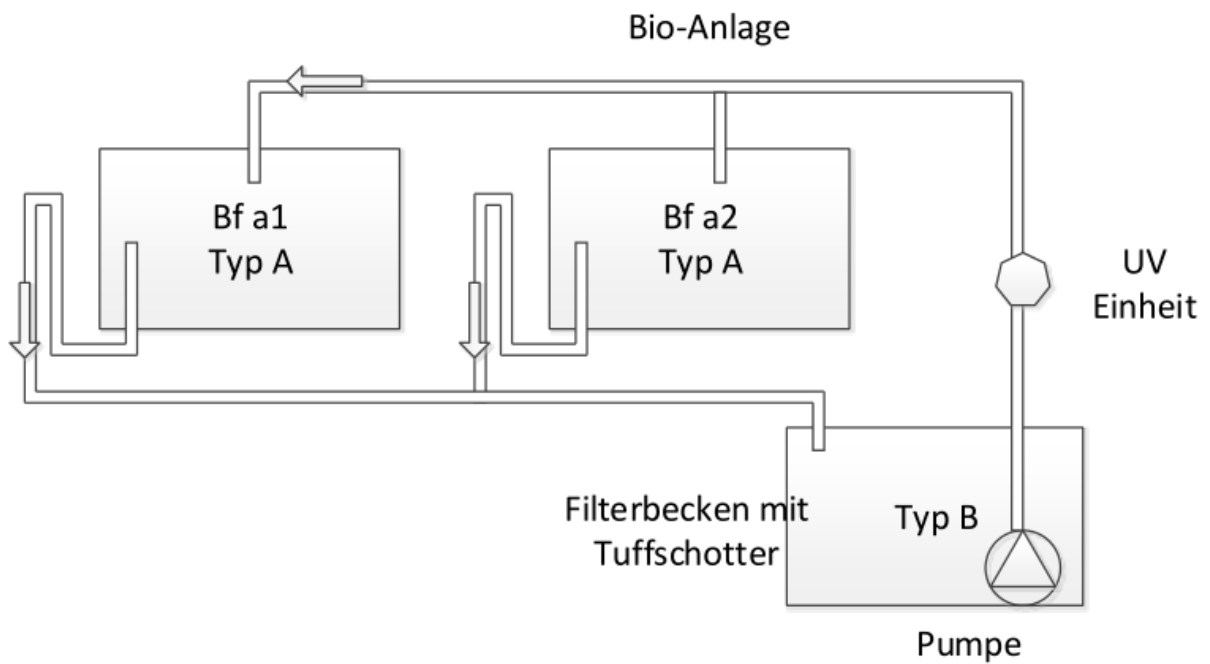 Bio-Anlage
Bf a1
Typ A
Bf a2
Typ A
UV
Einheit
Filterbecken mit
Tuffschotter
Typ B
Pumpe